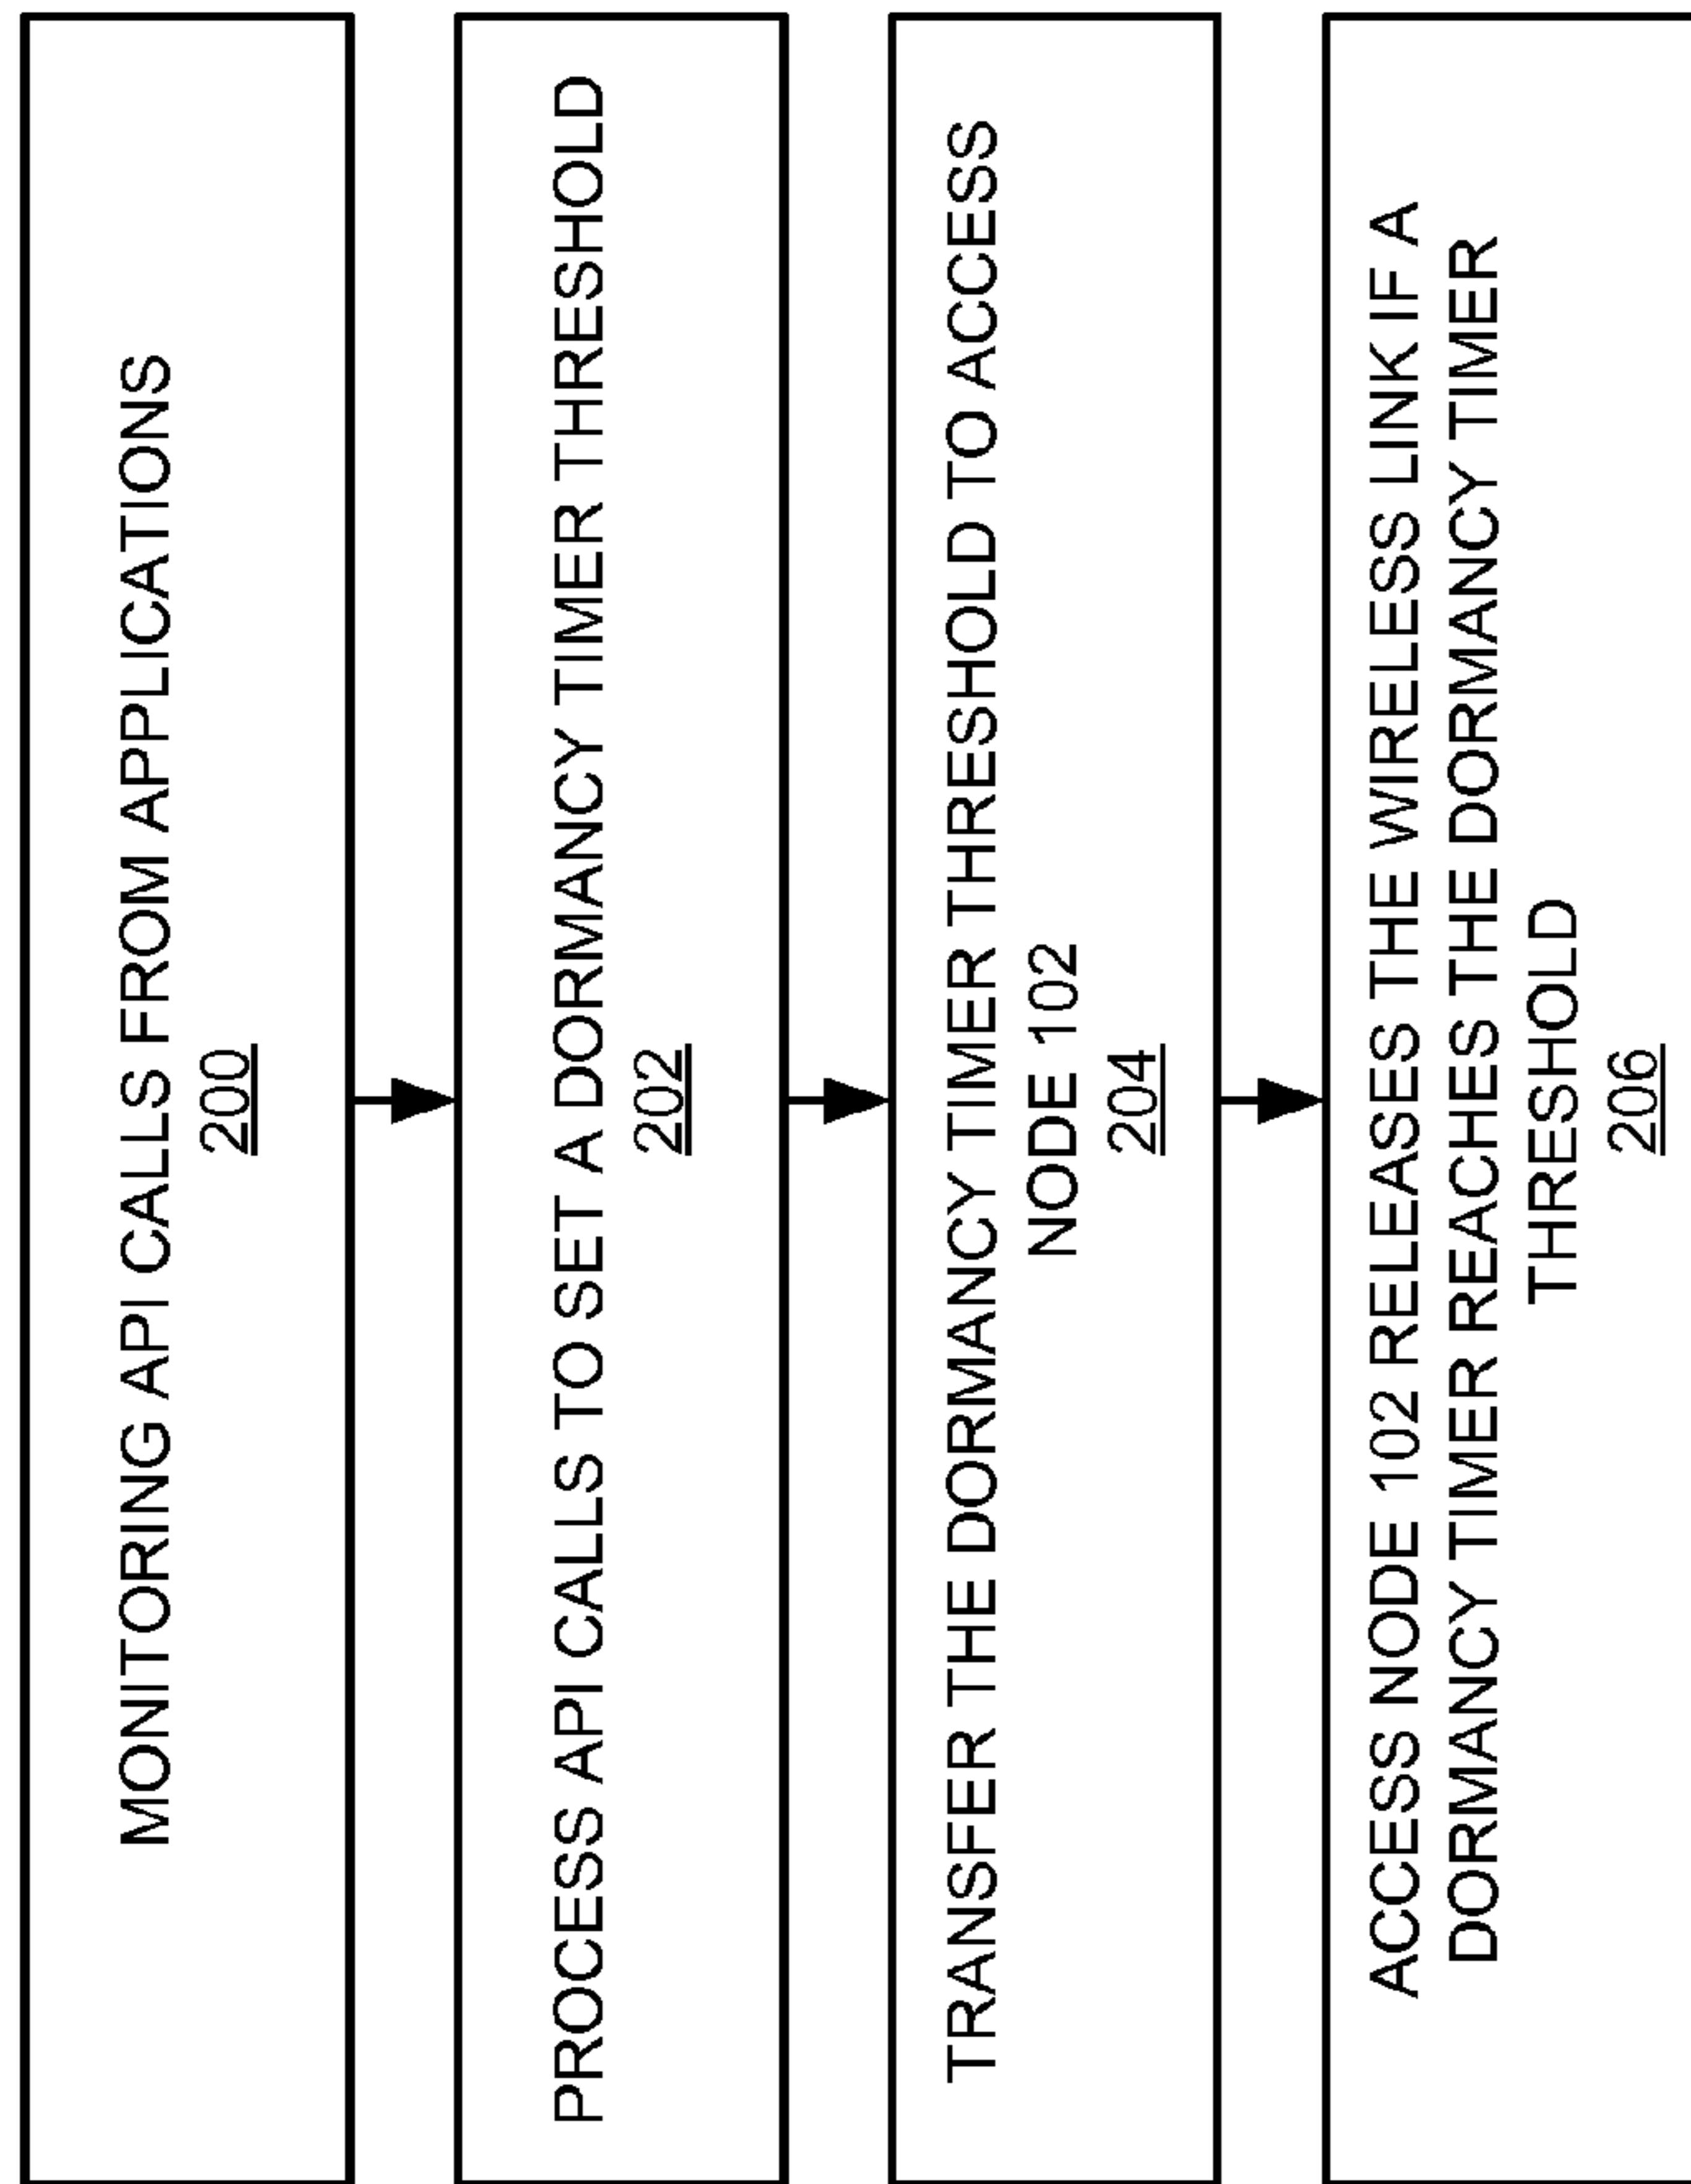 MONITORING API CALLS FROM APPLICATIONS
200
PROCESS API CALLS TO SET A DORMANCY TIMER THRESHOLD
202
TRANSFER THE DORMANCY TIMER THRESHOLD TO ACCESS
NODE 102
204
ACCESS NODE 102 RELEASES THE WIRELESS LINK IF A
DORMANCY TIMER REACHES THE DORMANCY TIMER
THRESHOLD
206